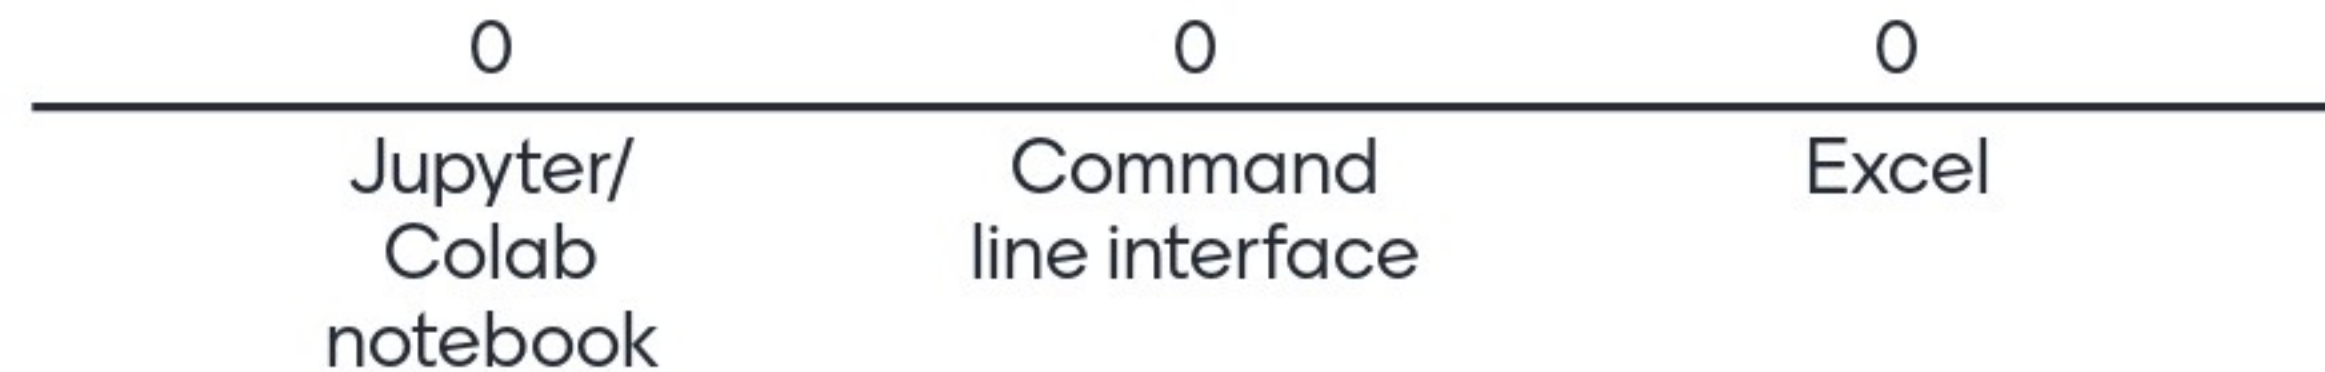 0 0 0
Jupyter/
Colab
notebook
Command
line interface
Excel